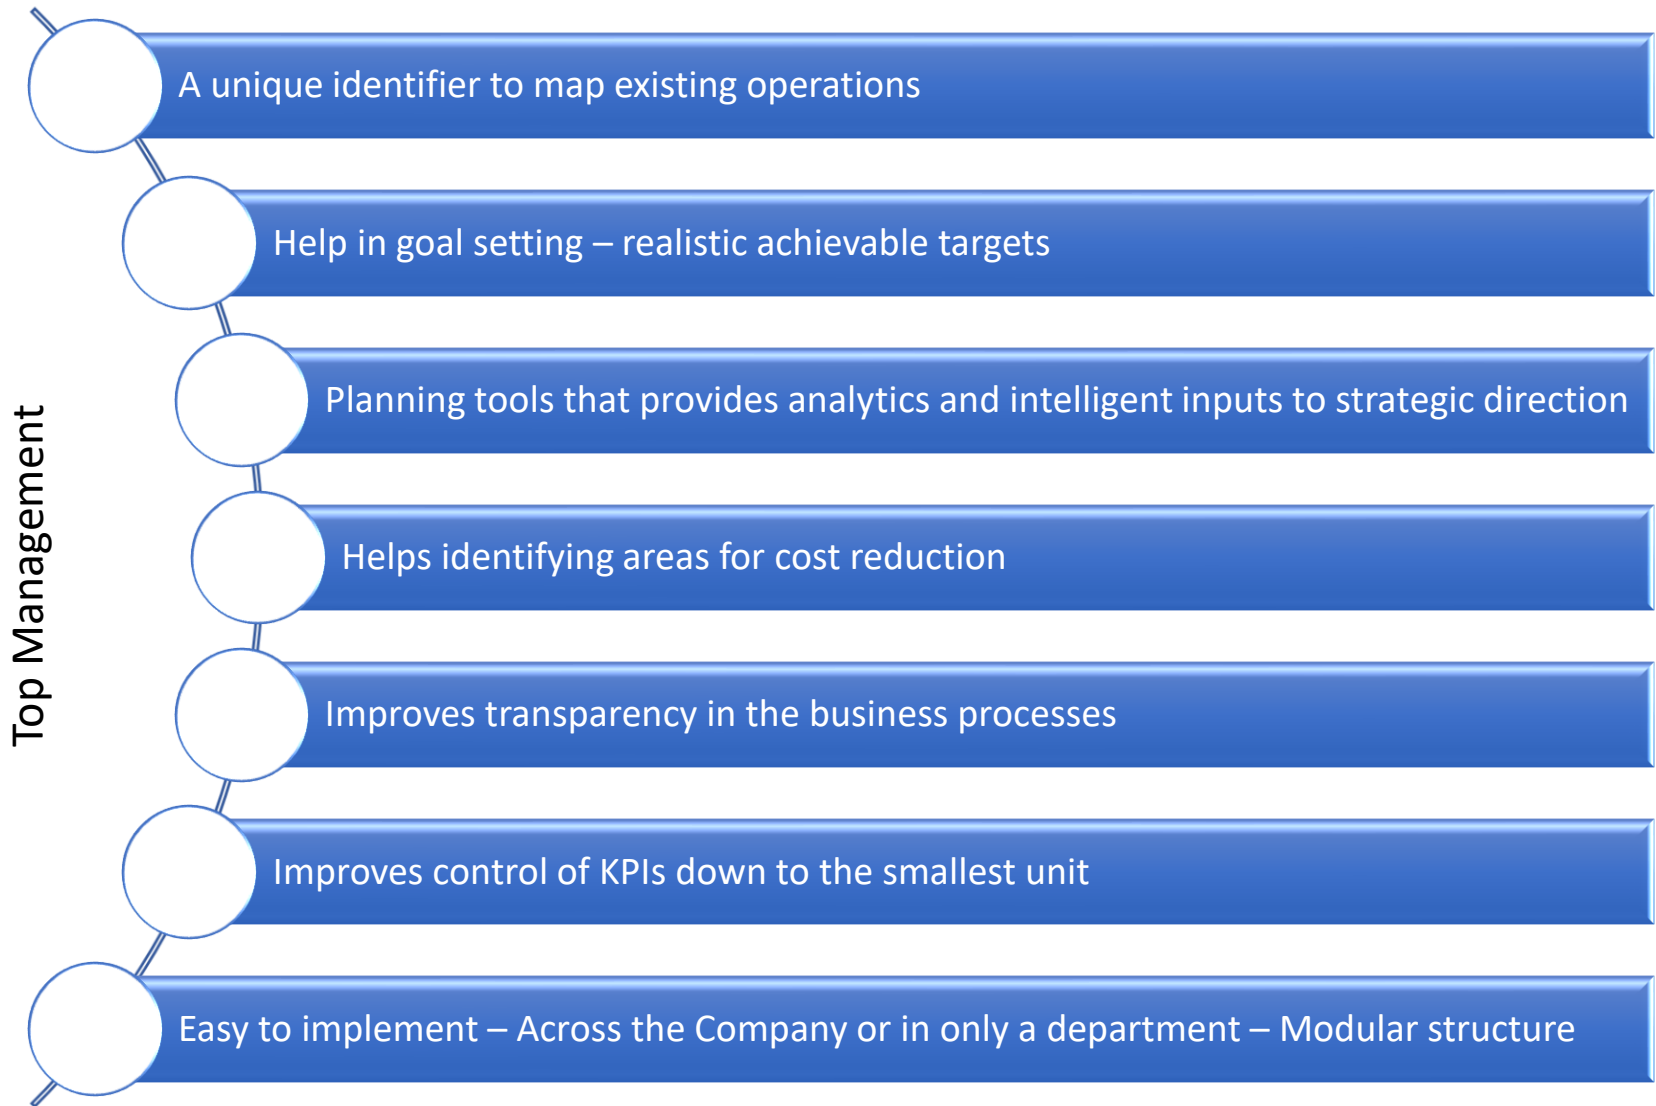 Top Management
A unique identifier to map existing operations
Help in goal setting – realistic achievable targets
Planning tools that provides analytics and intelligent inputs to strategic direction
Helps identifying areas for cost reduction
Improves transparency in the business processes
Improves control of KPIs down to the smallest unit
Easy to implement – Across the Company or in only a department – Modular structure